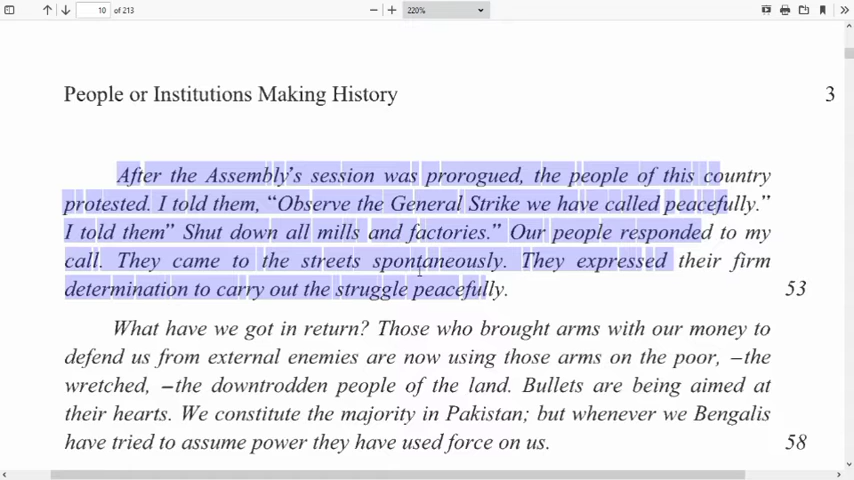 10 of 213
220%
People or Institutions Making History 3
After the Assembly’s session was prorogued, the people of this country
protested. I told them, “Observe the General Strike we have called peacefully.”
I told them” Shut down all mills and factories.” Our people responded to my
call. They came to the streets spontaneously. They expressed their firm
determination to carry out the struggle peacefully. 53
What have we got in return? Those who brought arms with our money to
defend us from external enemies are now using those arms on the poor, –the
wretched, –the downtrodden people of the land. Bullets are being aimed at
their hearts. We constitute the majority in Pakistan; but whenever we Bengalis
have tried to assume power they have used force on us. 58